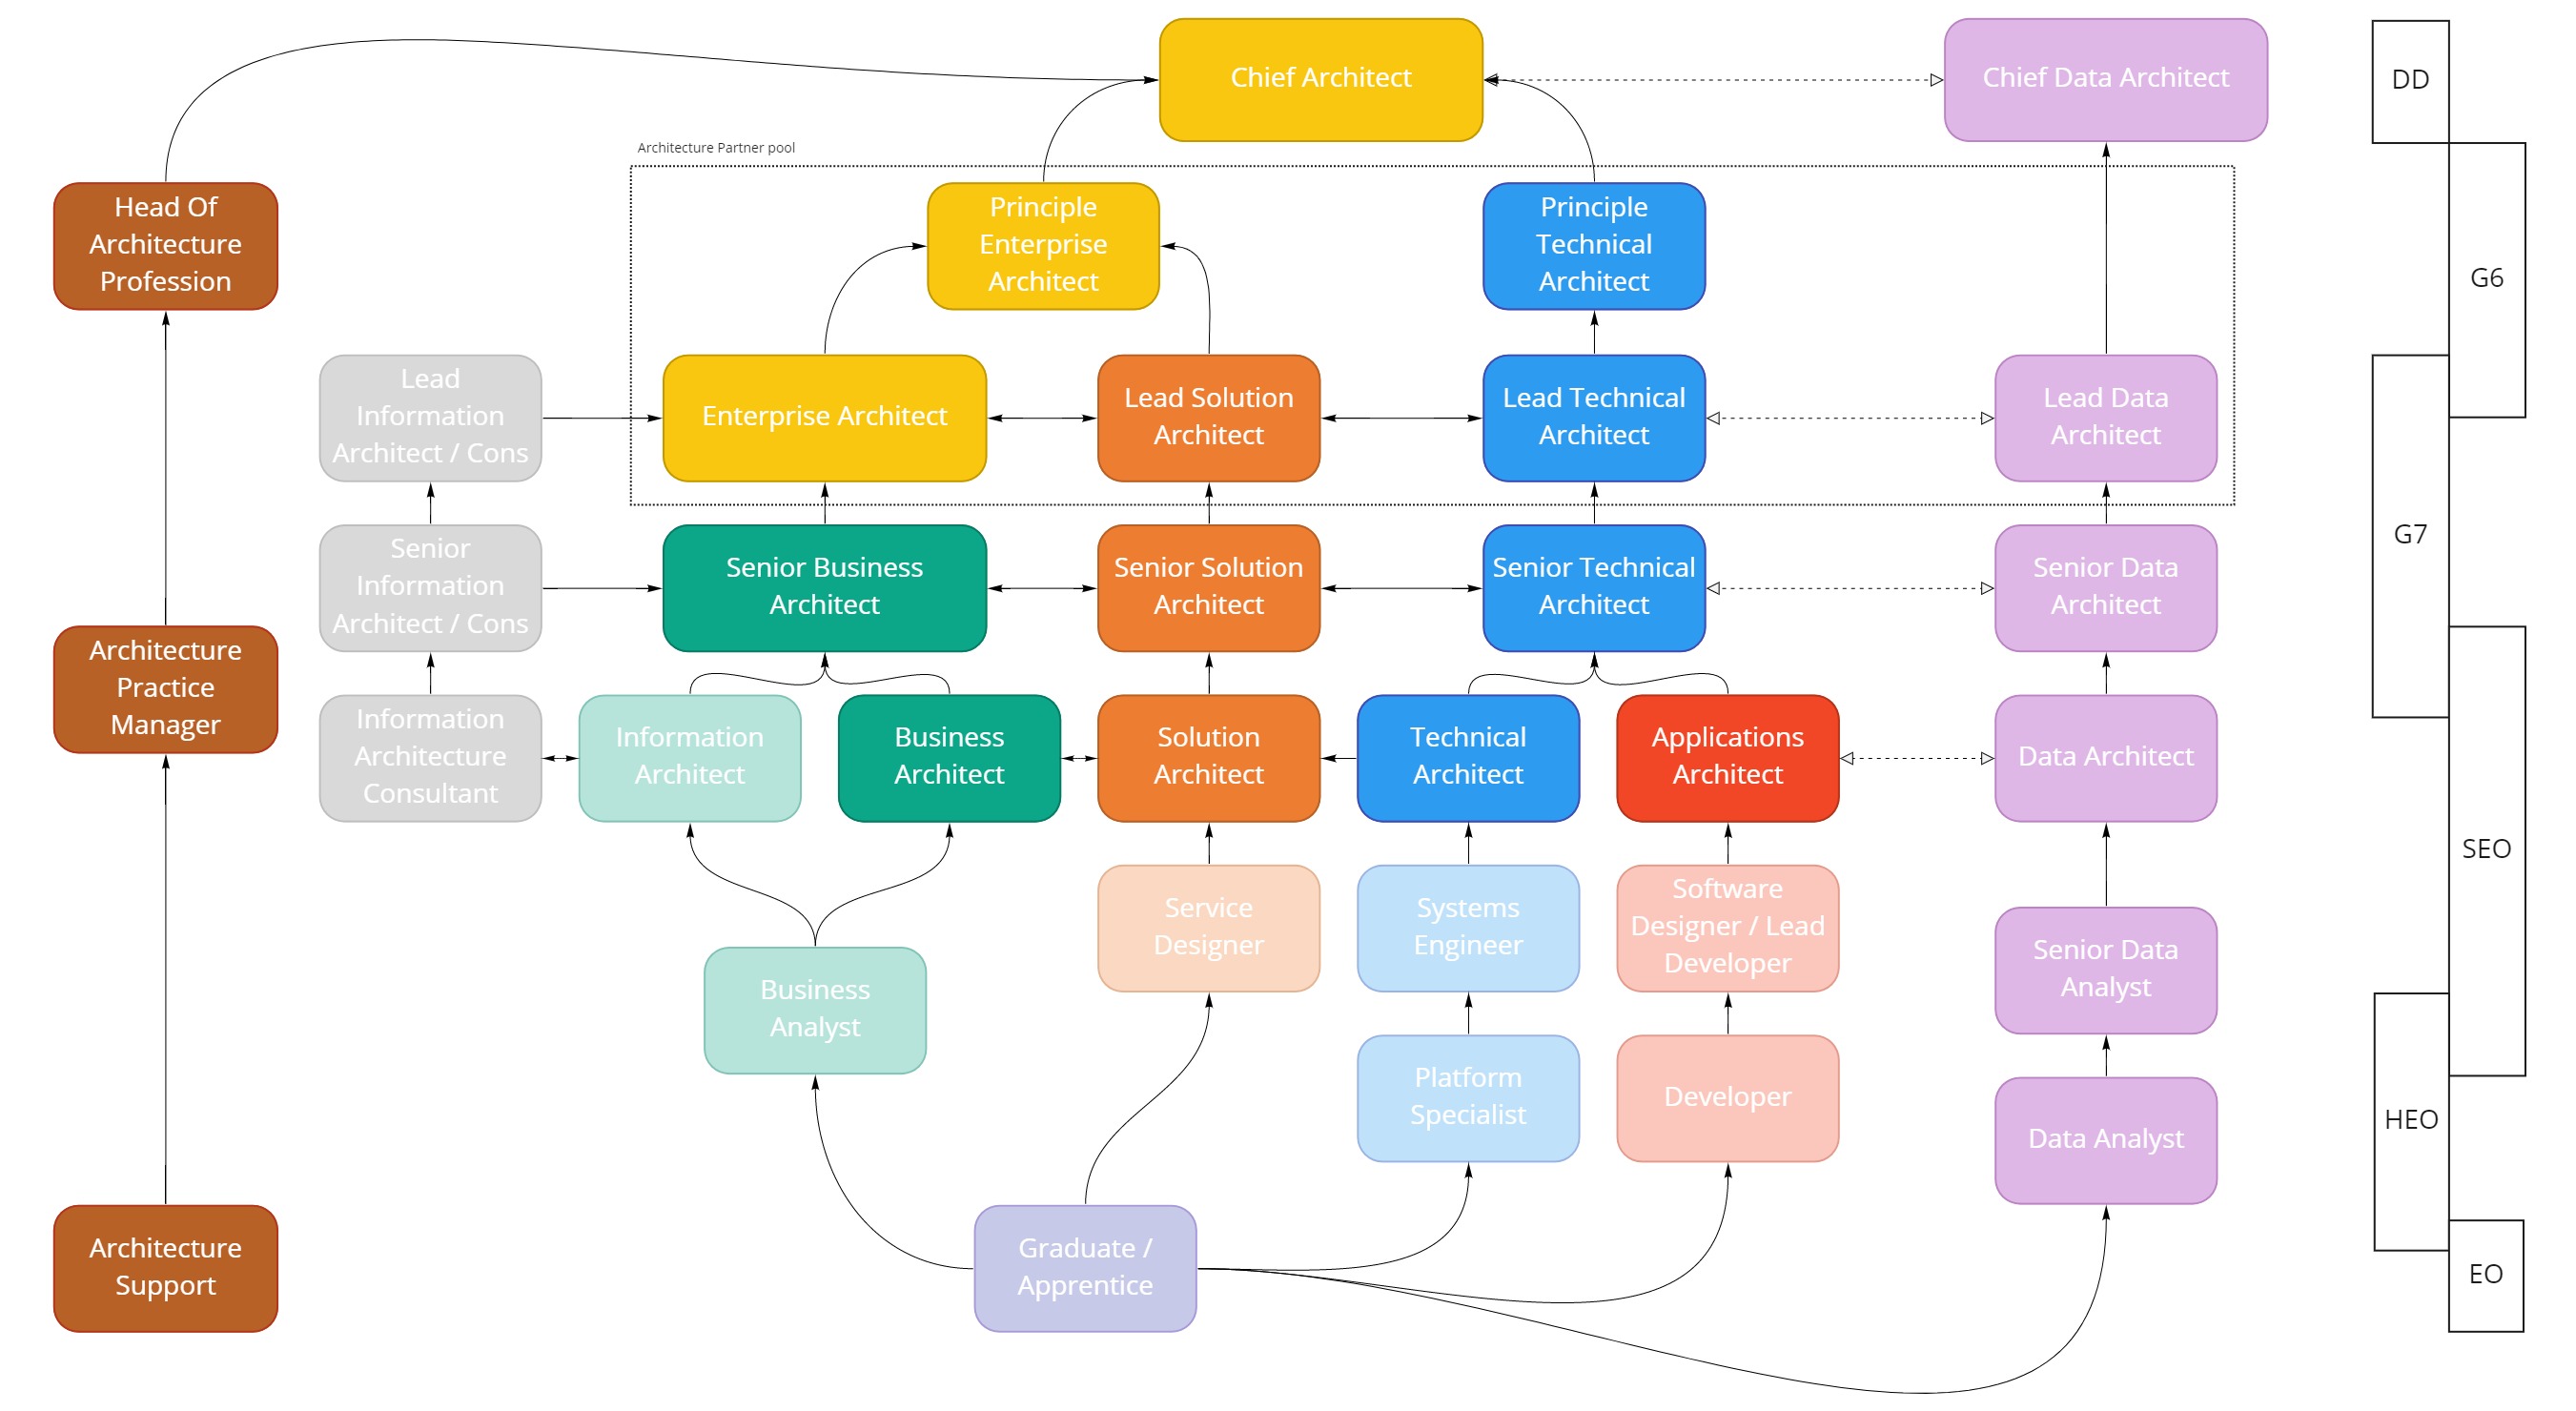 Chief Architect
Chief Data Architect
DD
Architecture Partner pool
Head Of
Architecture
Profession
Principle
Enterprise
Architect
Principle
Technical
Architect
G6
Lead
Information
Architect / Cons
Enterprise Architect
Lead Solution
Architect
Lead Technical
Architect
Lead Data
Architect
G7
Senior
Information
Architect / Cons
Senior Business
Architect
Senior Solution
Architect
Senior Technical
Architect
Senior Data
Architect
Architecture
Practice
Manager
Information
Architecture
Consultant
Information
Architect
Business
Architect
Solution
Architect
Technical
Architect
Applications
Architect
Data Architect
SEO
Service
Designer
Systems
Engineer
Software
Designer / Lead
Developer
Senior Data
Analyst
Business
Analyst
Platform
Specialist
Developer
Data Analyst
HEO
Architecture
Support
Graduate /
Apprentice
EO